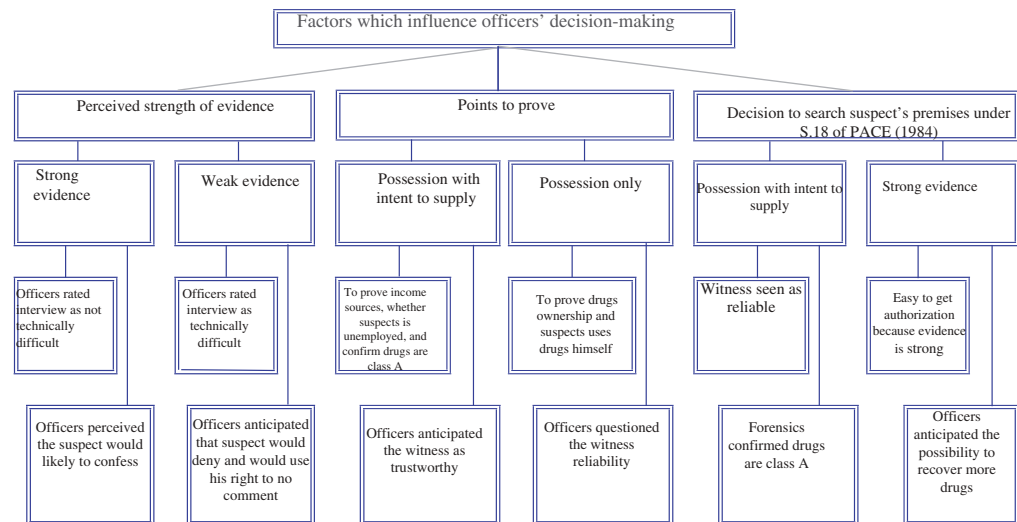 Factors which influence officers’ decision-making
Perceived strength of evidence
Points to prove
Decision to search suspect’s premises under
S.18 of PACE (1984)
Strong
evidence
Weak evidence
Possession with
intent to supply
Possession only
Possession with intent to
supply
Strong evidence
Officers rated
interview as not
technically
difficult
Officers rated
interview as
technically
difficult
To prove income
sources, whether
suspects is
unemployed, and
confirm drugs are
class A
To prove drugs
ownership and
suspects uses
drugs himself
Witness seen as
reliable
Easy to get
authorization
because evidence
is strong
Officers perceived
the suspect would
likely to confess
Officers anticipated
that suspect would
deny and would use
his right to no
comment
Officers anticipated
the witness as
trustworthy
Officers questioned
the witness
reliability
Forensics
confirmed drugs
are class A
Officers
anticipated the
possibility to
recover more
drugs